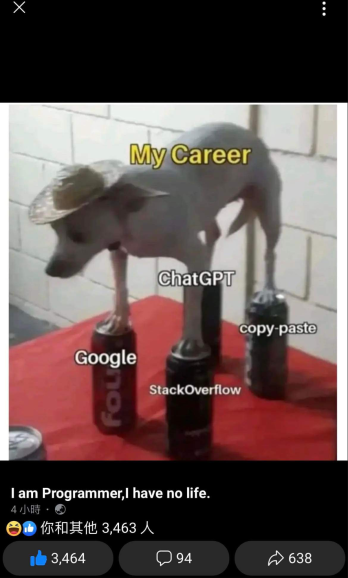 My Career
ChatGPT
copy-paste
Google
StackOverflow
four
I am Programmer,I have no life.
4 小時 ·
你和其他 3,463 人
3,464
94
638